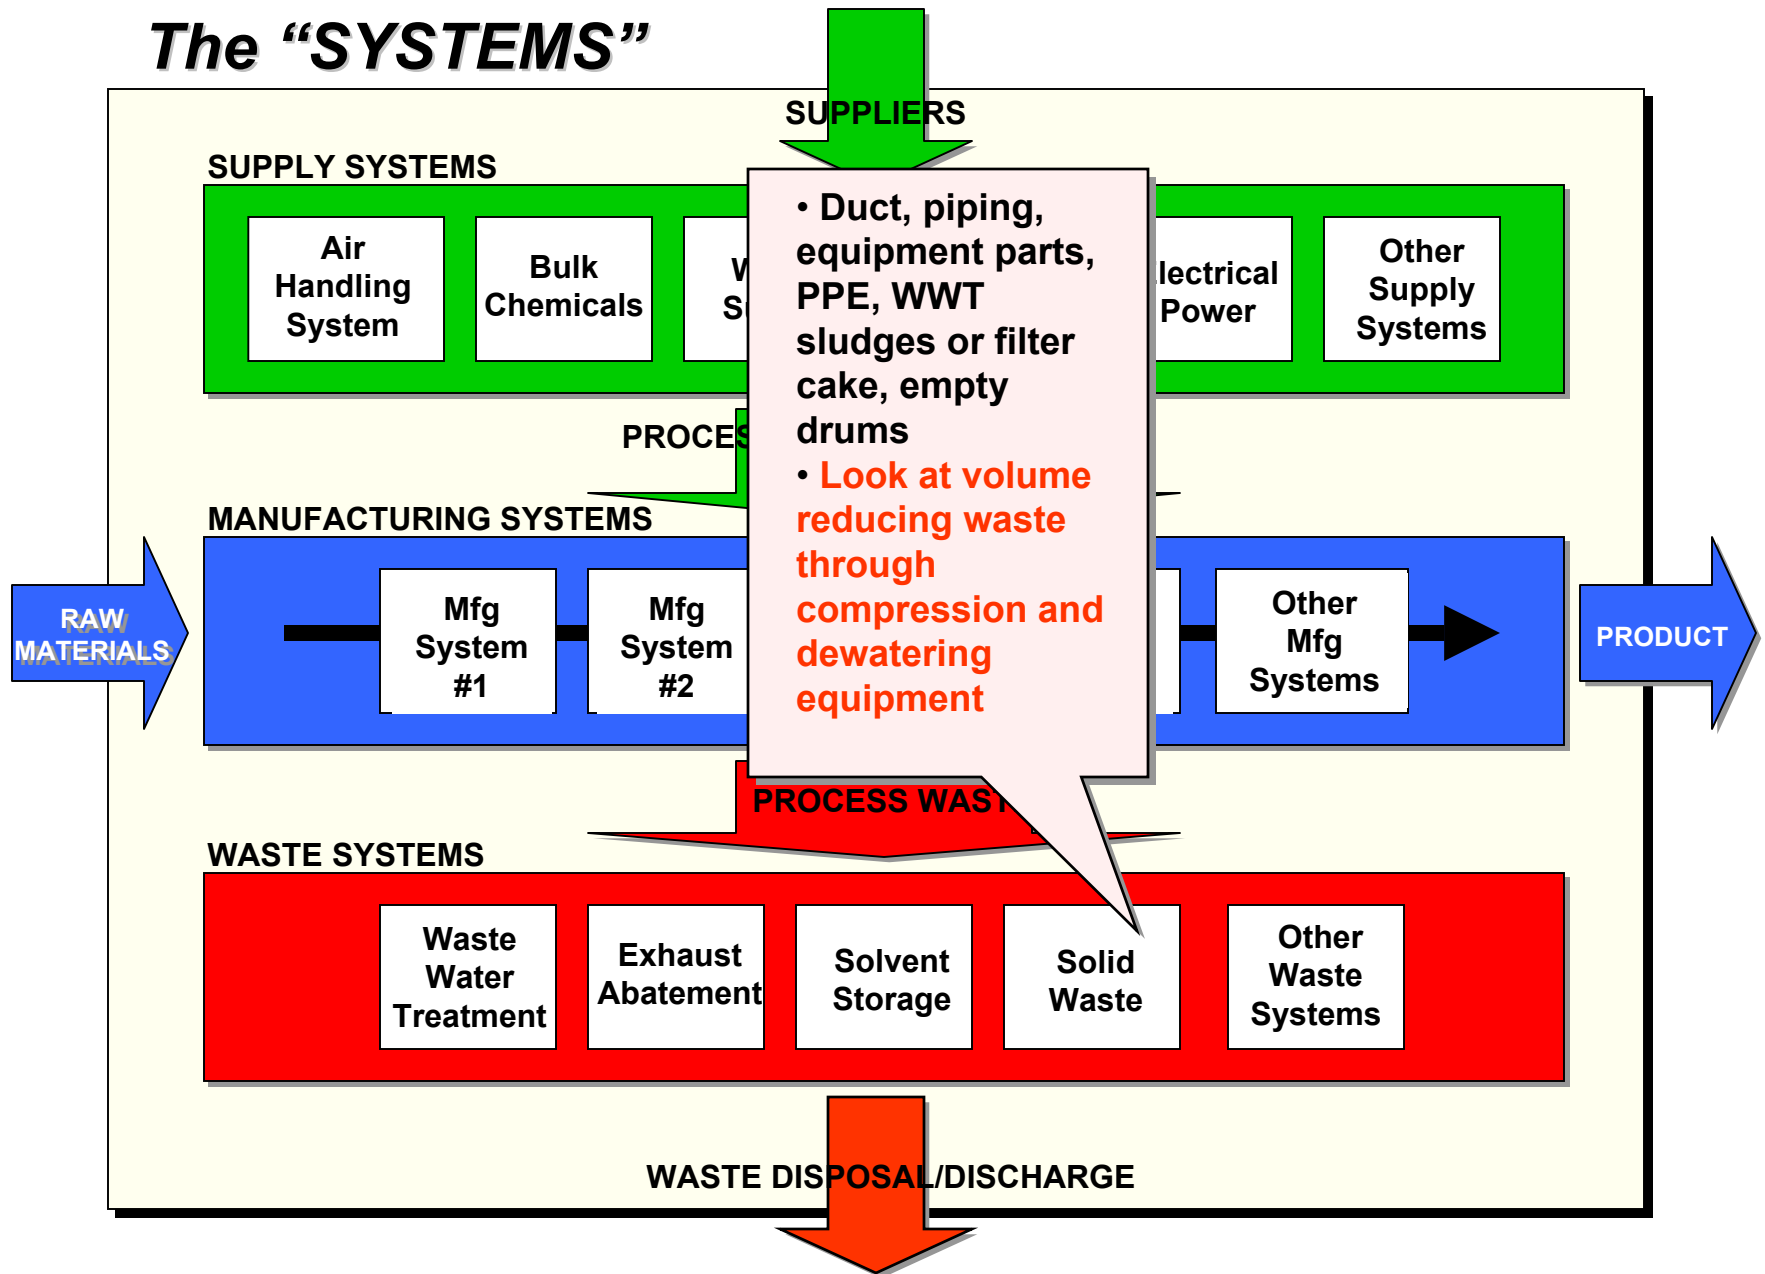 The “SYSTEMS”
SUPPLIERS
SUPPLY SYSTEMS
Air
Handling
System
Bulk
Chemicals
Power
Other
Supply
Systems
• Duct, piping,
equipment parts,
PPE, WWT
sludges or filter
cake, empty
drums
• Look at volume
reducing waste
through
compression and
dewatering
equipment
MANUFACTURING SYSTEMS
RAW
MATERIALS
Mfg
System
#1
Mfg
System
#2
Other
Mfg
Systems
PRODUCT
PROCESS
WASTE SYSTEMS
Waste
Water
Treatment
Exhaust
Abatement
Solvent
Storage
Solid
Waste
Other
Waste
Systems
WASTE DISPOSAL/DISCHARGE